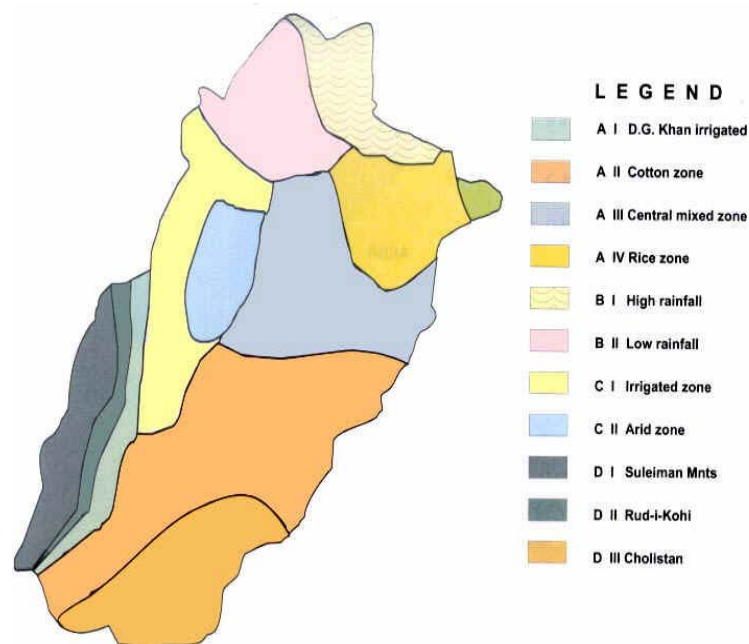 L E G E N D
A I D.G. Khan irrigated
A II Cotton zone
A III Central mixed zone
A IV Rice zone
B I High rainfall
B II Low rainfall
C I Irrigated zone
C II Arid zone
D I Suleiman Mnts
D II Rud-i-Kohi
D III Cholistan